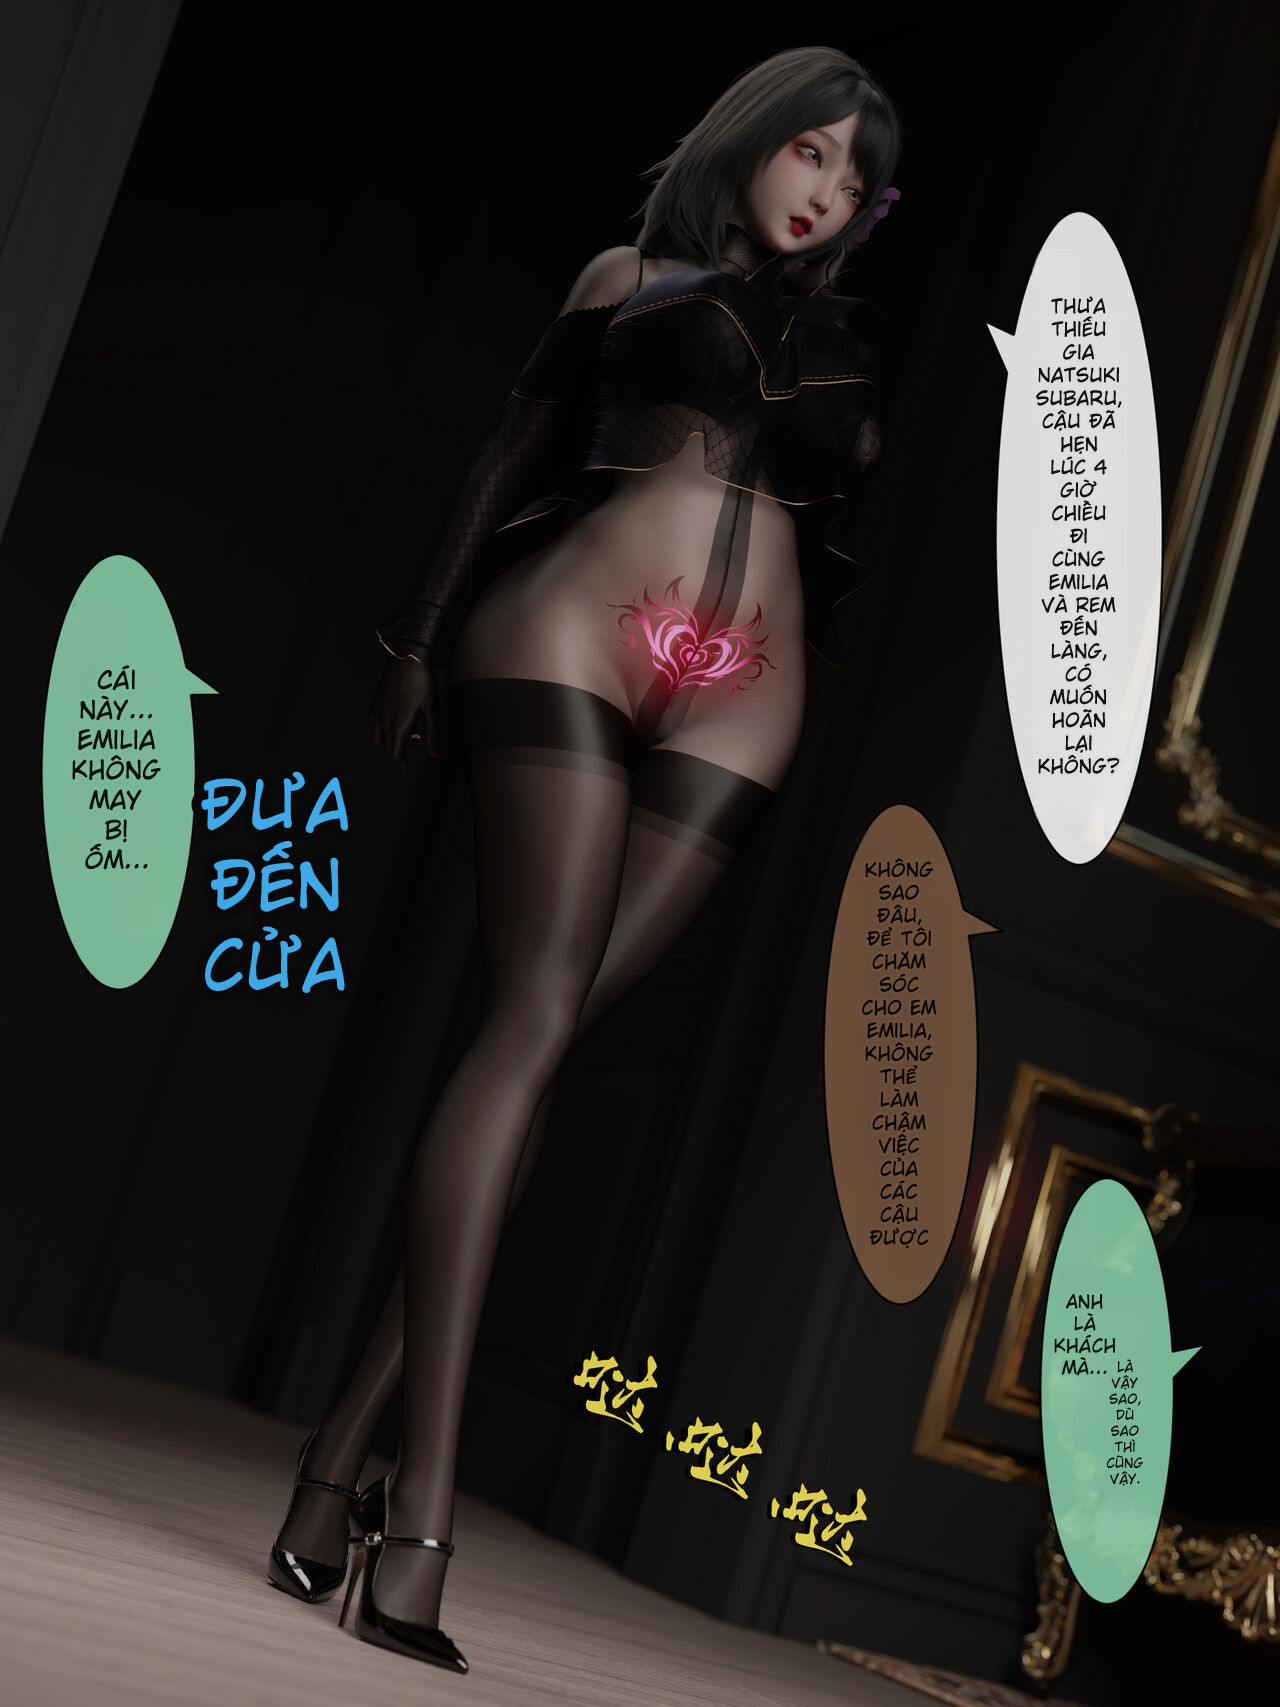 THƯA
THIẾU
GIA
NATSUKI
SUBARU,
CẬU ĐÃ
HẸN
LÚC 4
GIỜ
CHIỀU
ĐI
CÙNG
EMILIA
VÀ REM
ĐẾN
LÀNG,
CÓ
MUỐN
HOÃN
LẠI
KHÔNG?
CÁI
NÀY...
EMILIA
KHÔNG
MAY
BỊ
ỐM...
ĐƯA
ĐẾN
CỬA
KHÔNG
SAO
ĐÂU,
ĐỂ TÔI
CHĂM
SÓC
CHO EM
EMILIA,
KHÔNG
THỂ
LÀM
CHẬM
VIỆC
CỦA
CÁC
CẬU
ĐƯỢC
ANH
LÀ
KHÁCH
MÀ...
LÀ
VẬY
SAO,
DÙ
SAO
THÌ
CŨNG
VẬY.
哒
哒
哒